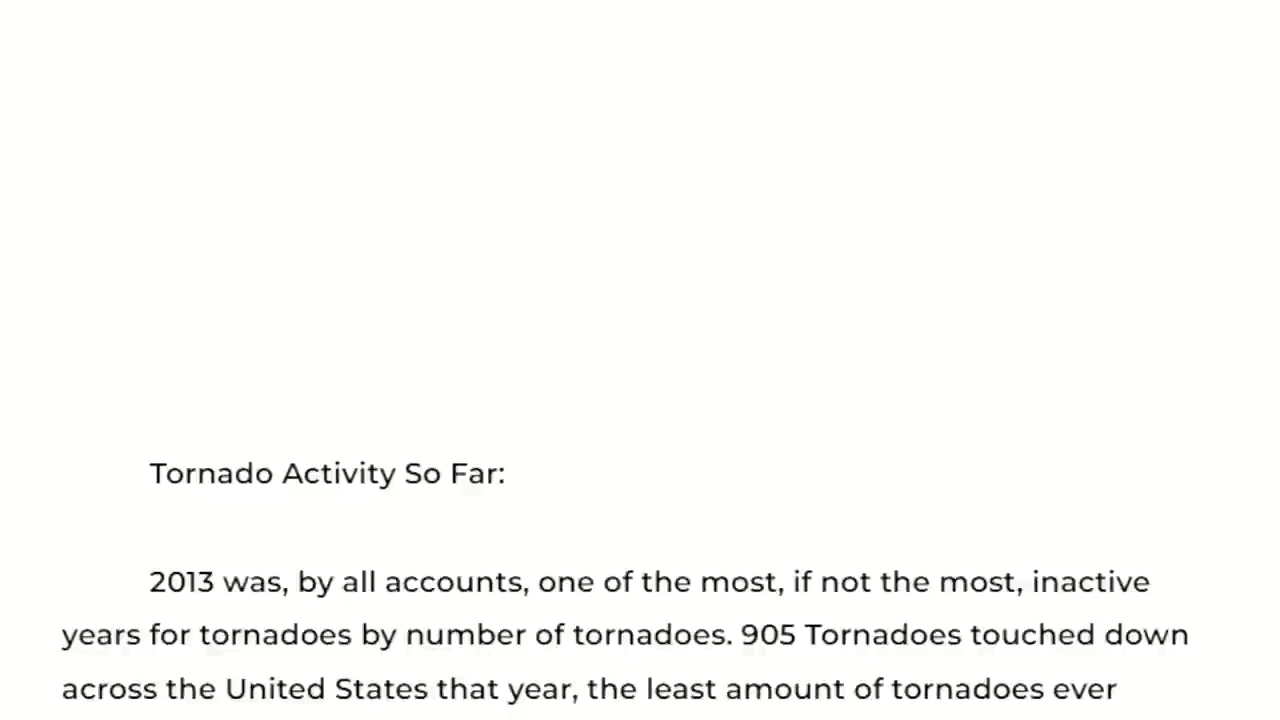 Tornado Activity So Far:
2013 was, by all accounts, one of the most, if not the most, inactive
years for tornadoes by number of tornadoes. 905 Tornadoes touched down
across the United States that year, the least amount of tornadoes ever